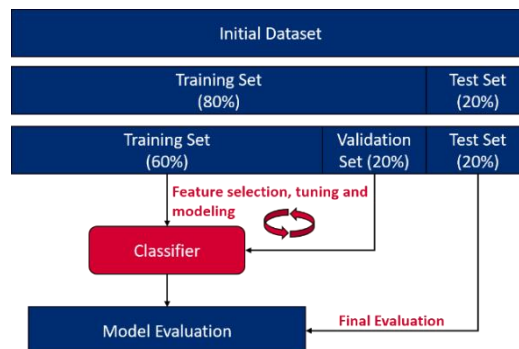 Initial Dataset
Training Set
(80%)
Test Set
(20%)
Training Set
(60%)
Validation
Set (20%)
Test Set
(20%)
Feature selection, tuning and
modeling
Classifier
Final Evaluation
Model Evaluation